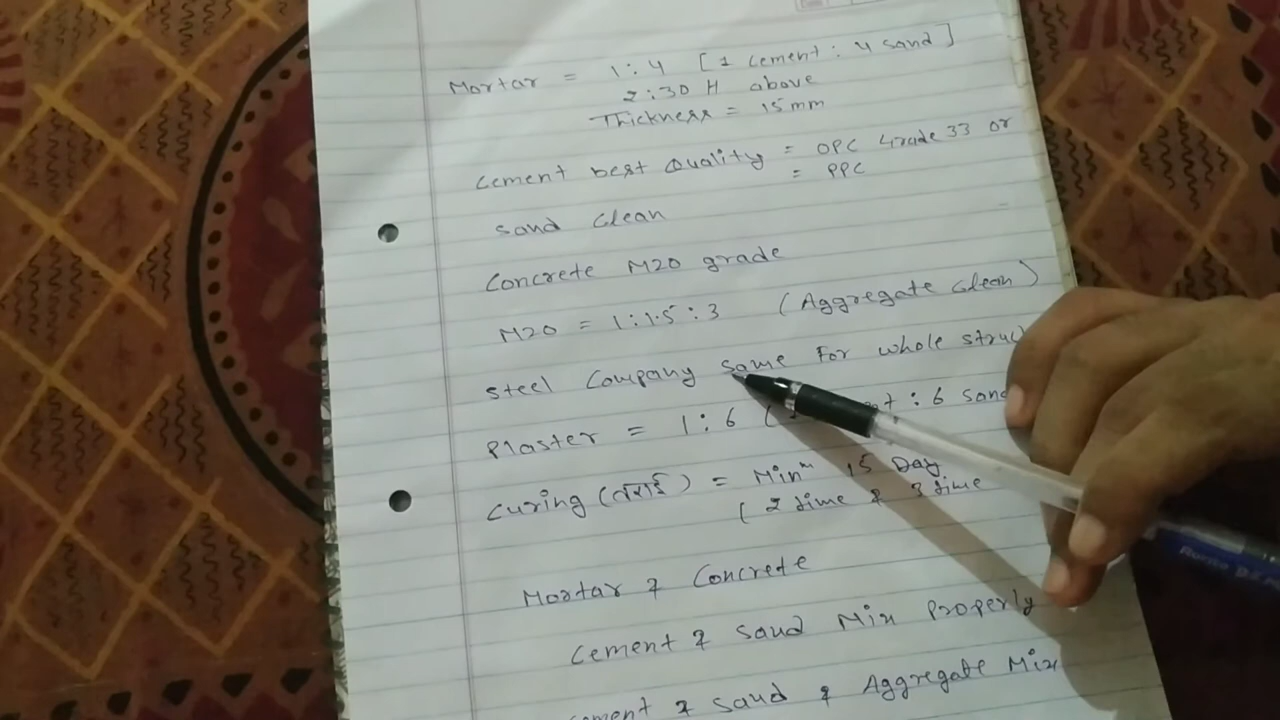 Mortar = 1:4 [1 cement : 4 sand]
2:30 H above
Thickness = 15mm
Cement best quality = OPC Grade 33 or
= PPC
Sand clean
Concrete M20 grade
M20 = 1:1.5:3 (Aggregate clean)
Steel Company same For whole struc
Plaster = 1:6 ( : 6 sand
Curing (तराई) = Minm 15 Day
( 2 time & 3 time
Mortar & Concrete
Cement & sand Mix Properly
ement & sand & Aggregate Mix